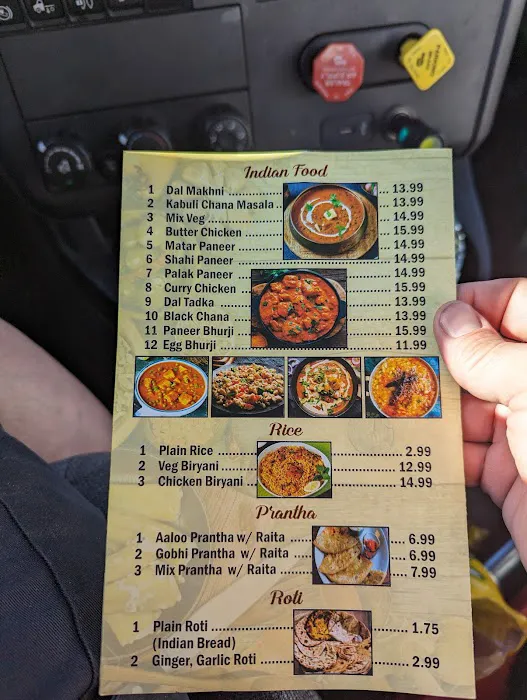 Indian Food
1 Dal Makhni ............... 13.99
2 Kabuli Chana Masala .. ... 13.99
3 Mix Veg ............... 14.99
4 Butter Chicken ............... 15.99
5 Matar Paneer ............... 14.99
6 Shahi Paneer ............... 14.99
7 Palak Paneer ............... 14.99
8 Curry Chicken ............... 15.99
9 Dal Tadka ............... 13.99
10 Black Chana ............... 13.99
11 Paneer Bhurji ............... 15.99
12 Egg Bhurji ............... 11.99
Rice
1 Plain Rice ............... 2.99
2 Veg Biryani ............... 12.99
3 Chicken Biryani ............... 14.99
Prantha
1 Aaloo Prantha w/ Raita ............... 6.99
2 Gobhi Prantha w/ Raita ............... 6.99
3 Mix Prantha w/ Raita ............... 7.99
Roti
1 Plain Roti ............... 1.75
(Indian Bread)
2 Ginger, Garlic Roti ............... 2.99